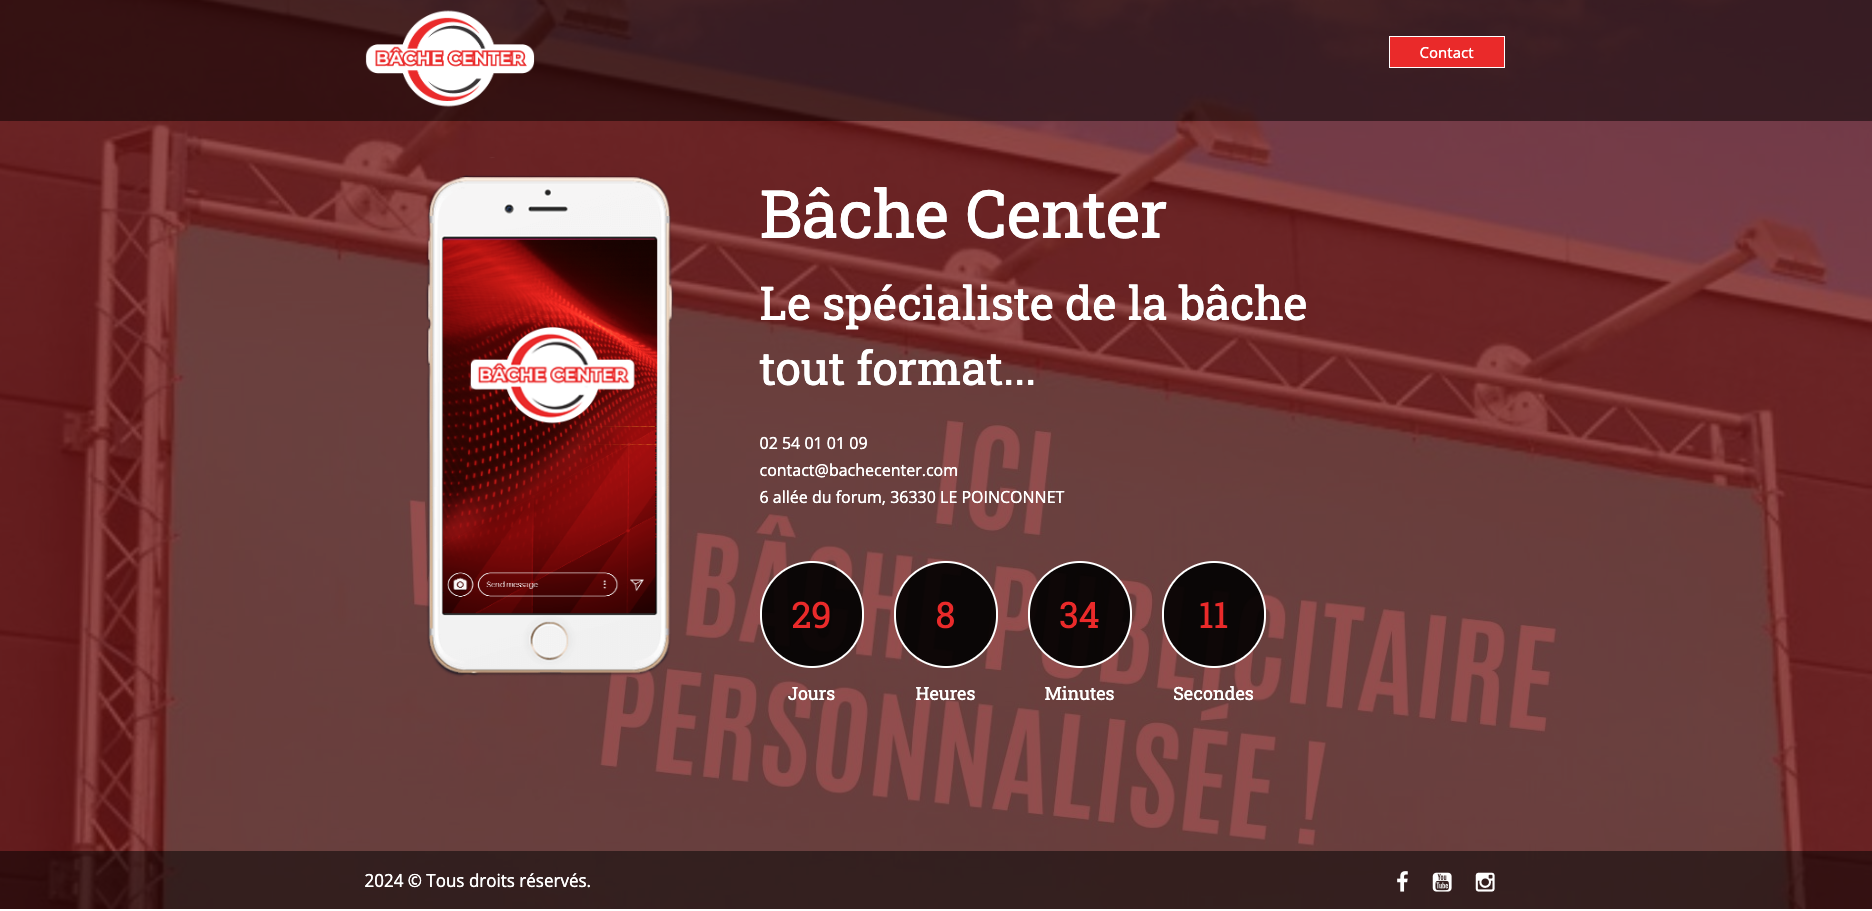 BÂCHE CENTER
Contact
Bâche Center
Le spécialiste de la bâche
tout format...
BÂCHE CENTER
02 54 01 01 09
contact@bachecenter.com
6 allée du forum, 36330 LE POINCONNET
ICI
BÂCHE PUBLICITAIRE
PERSONNALISÉE !
Send message
29 8 34 11
Jours Heures Minutes Secondes
2024 © Tous droits réservés.
You Tube